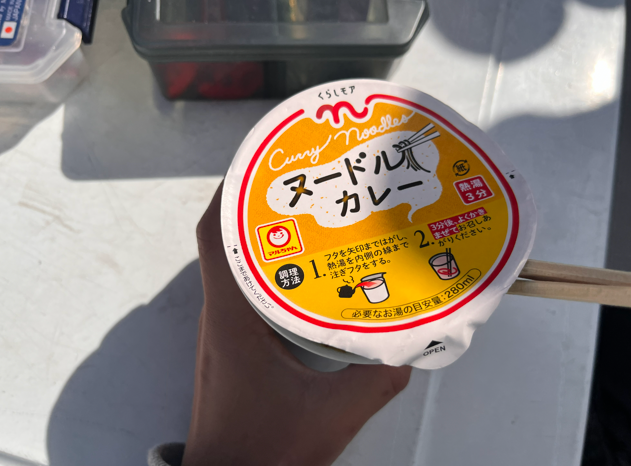 くらしモア
Curry Noodles
ヌードル
カレー
熱湯
3分
マルちゃん
調理
方法
1.
フタを矢印まではがし、
熱湯を内側の線まで
注ぎフタをする。
2.
3分後、よくかき
まぜてお召しあ
がりください。
必要なお湯の目安量:280ml
OPEN